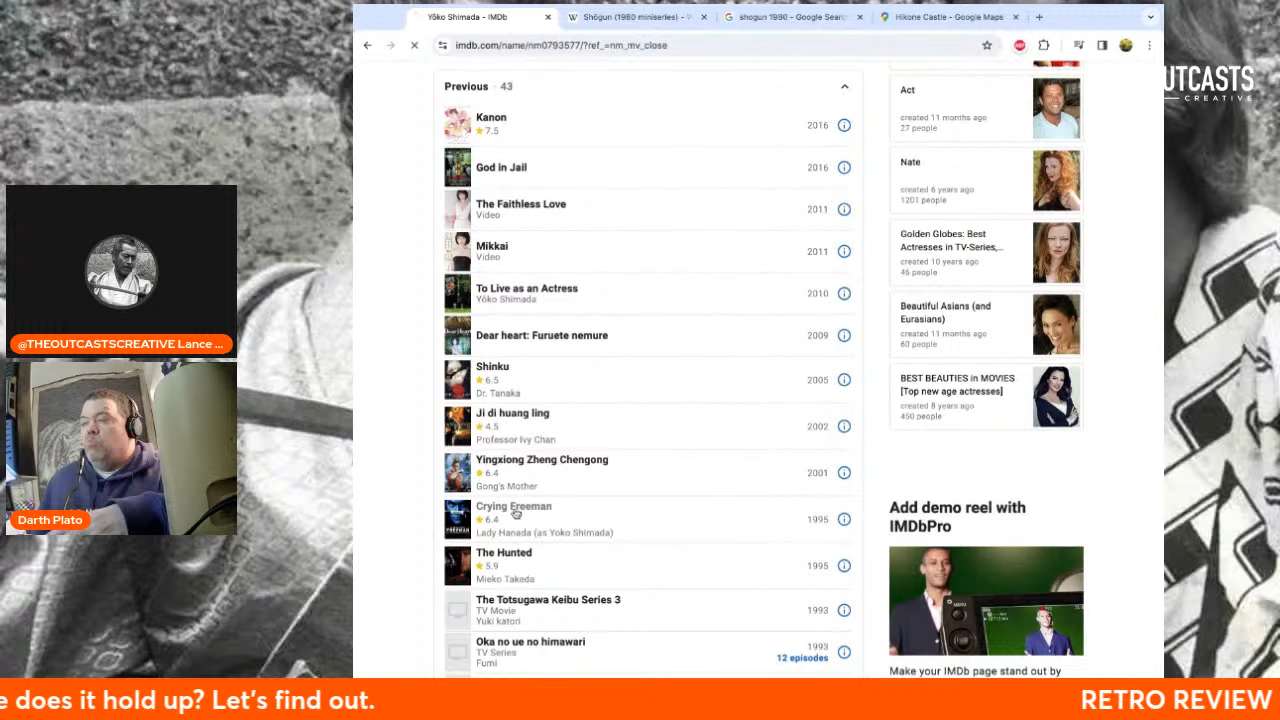 Yôko Shimada - IMDb
Shōgun (1980 miniseries) -
shogun 1980 - Google Searc
Hikone Castle - Google Maps
imdb.com/name/nm0793577/?ref_=nm_mv_close
UTCASTS
CREATIVE
Previous 43
Kanon
7.5
2016
God in Jail
2016
The Faithless Love
Video
2011
Mikkai
Video
2011
To Live as an Actress
Yôko Shimada
2010
Dear heart: Furuete nemure
2009
Shinku
6.5
Dr. Tanaka
2005
Ji di huang ling
4.5
Professor Ivy Chan
2002
Yingxiong Zheng Chengong
6.4
Gong's Mother
2001
Crying Freeman
6.4
Lady Hanada (as Yoko Shimada)
1995
The Hunted
5.9
Mieko Takeda
1995
The Totsugawa Keibu Series 3
TV Movie
Yuki katori
1993
Oka no ue no himawari
TV Series
Fumi
1993
12 episodes
Act
created 11 months ago
27 people
Nate
created 6 years ago
1201 people
Golden Globes: Best
Actresses in TV-Series,...
created 10 years ago
46 people
Beautiful Asians (and
Eurasians)
created 11 months ago
60 people
BEST BEAUTIES in MOVIES
[Top new age actresses]
created 8 years ago
450 people
Add demo reel with
IMDbPro
Make your IMDb page stand out by
@THEOUTCASTSCREATIVE Lance ...
Darth Plato
e does it hold up? Let's find out.
RETRO REVIEW